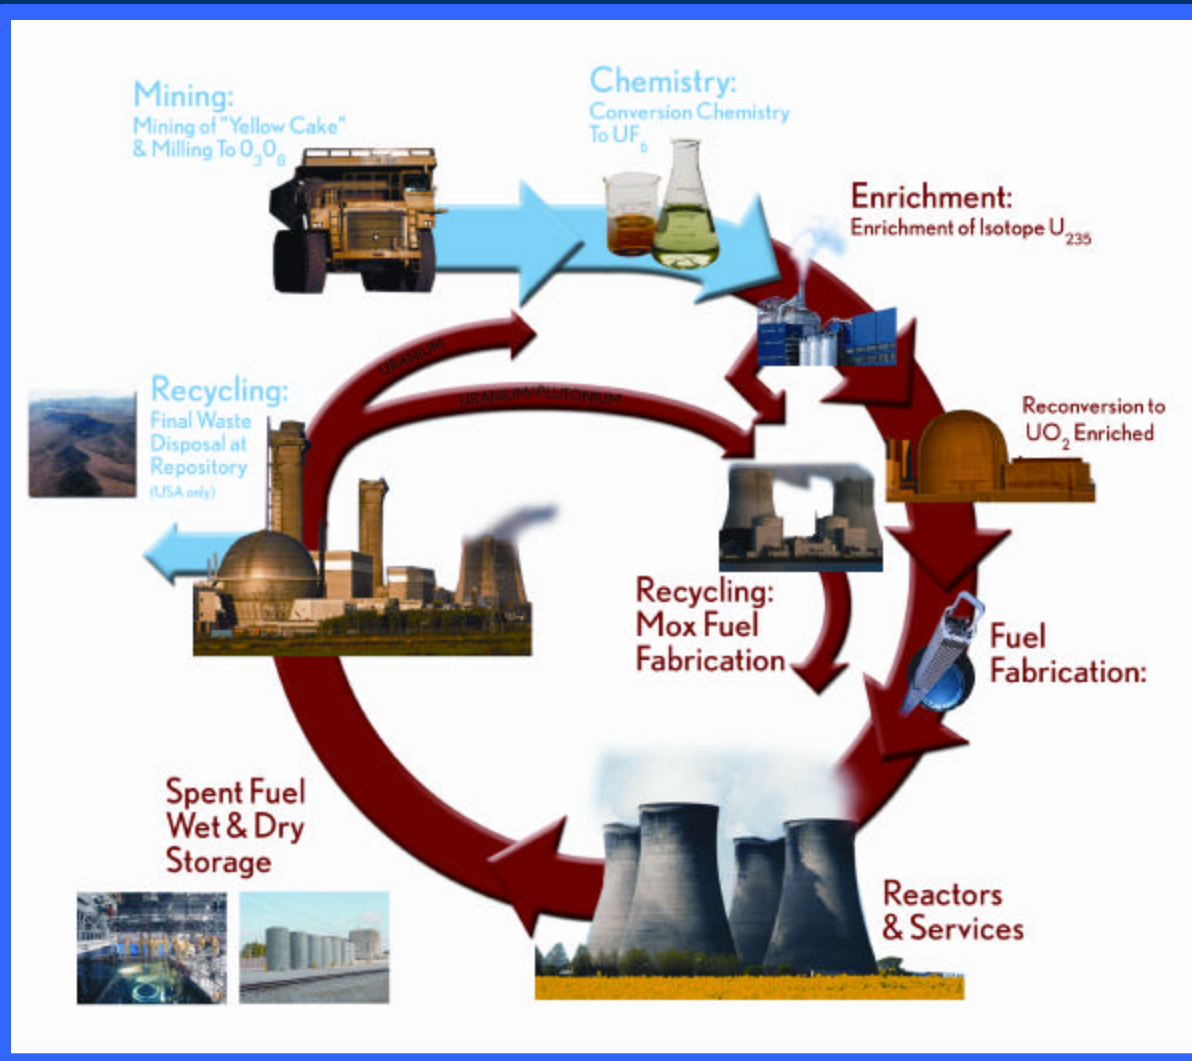 Mining:
Mining of "Yellow Cake"
& Milling To O₃O₈
Chemistry:
Conversion Chemistry
To UF₆
Enrichment:
Enrichment of Isotope U₂₃₅
URANIUM
URANIUM/PLUTONIUM
Recycling:
Final Waste
Disposal at
Repository
(USA only)
Reconversion to
UO₂ Enriched
Recycling:
Mox Fuel
Fabrication
Fuel
Fabrication:
Spent Fuel
Wet & Dry
Storage
Reactors
& Services